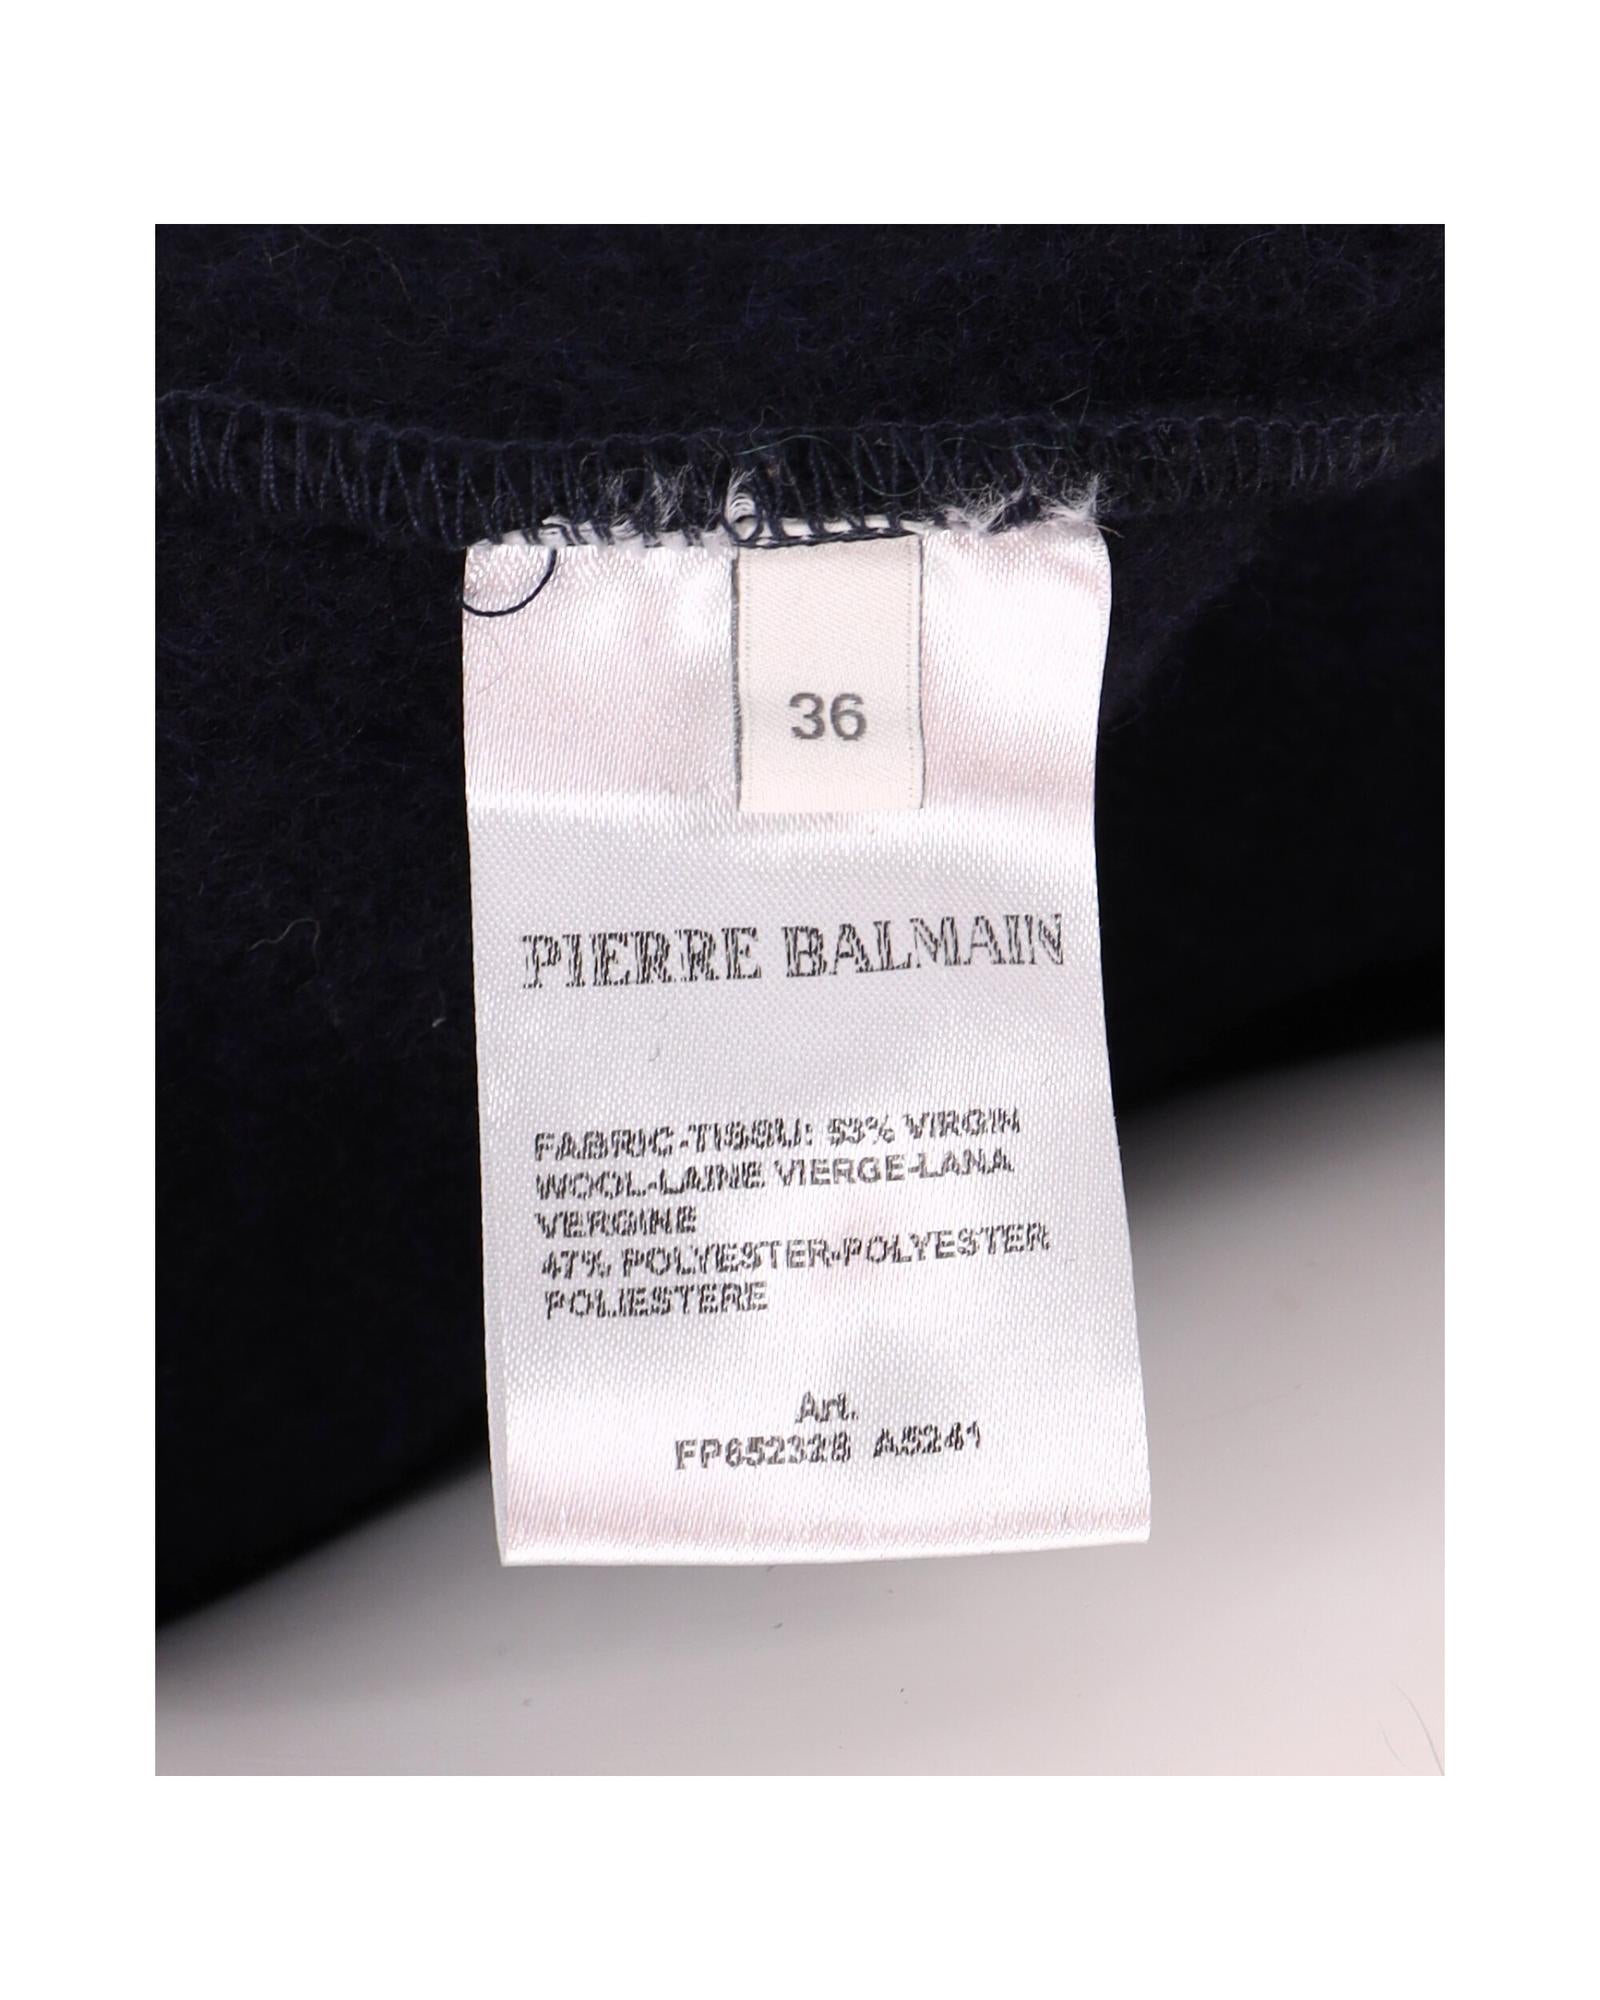 36
PIERRE BALMAIN
FABRIC-TISSU: 53% VIRGIN
WOOL-LAINE VIERGE-LANA
VERGINE
47% POLYESTER-POLYESTER
POLIESTERE
Art.
FP652328 A5241